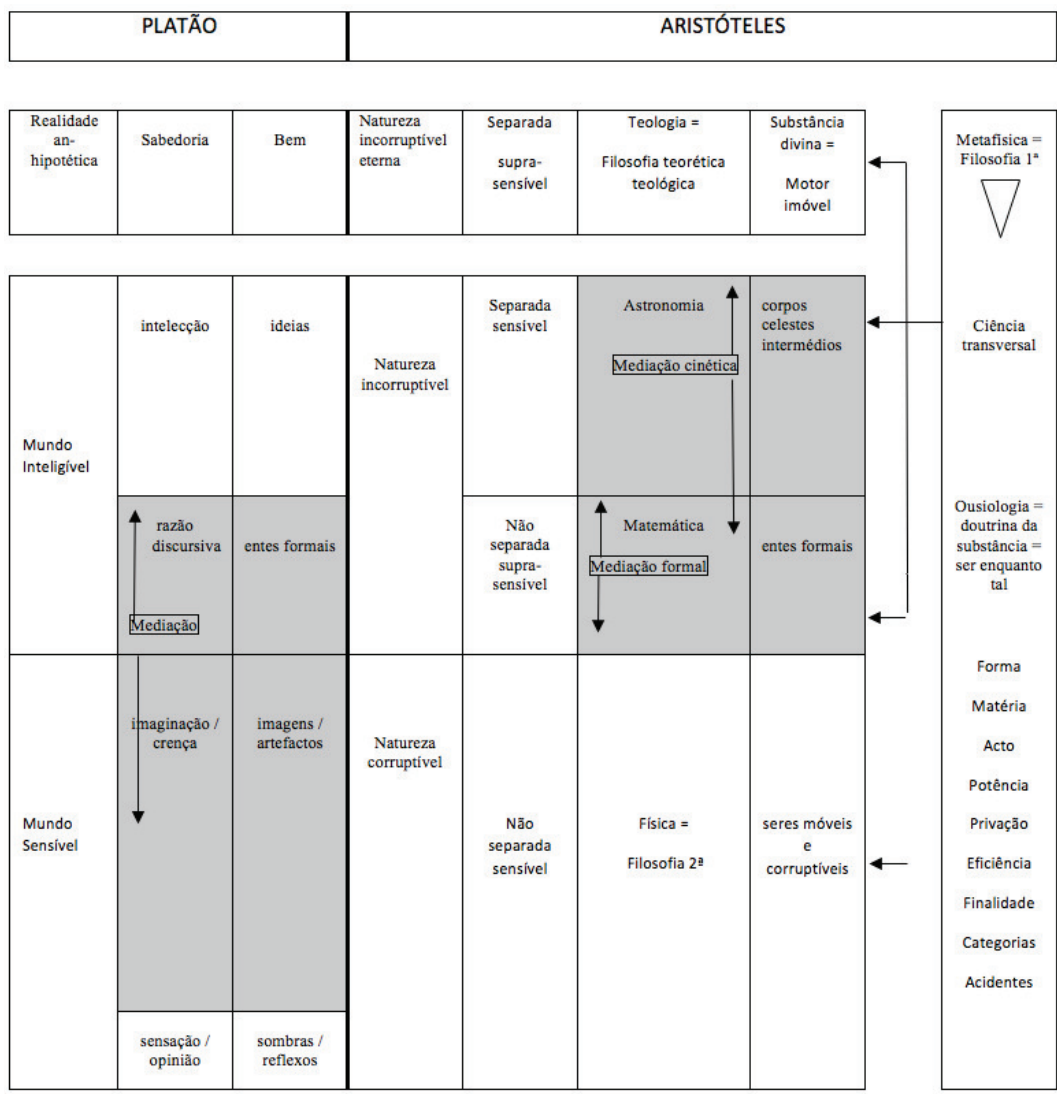 PLATÃO
ARISTÓTELES
Realidade
an-
hipotética
Sabedoria
Bem
Natureza
incorruptível
eterna
Separada
supra-
sensível
Teologia =
Filosofia teorética
teológica
Substância
divina =
Motor
imóvel
Metafísica =
Filosofia 1ª
Mundo
Inteligível
intelecção
ideias
Natureza
incorruptível
Separada
sensível
Astronomia
Mediação cinética
corpos
celestes
intermédios
Ciência
transversal
razão
discursiva
Mediação
entes formais
Não
separada
supra-
sensível
Matemática
Mediação formal
entes formais
Ousiologia =
doutrina da
substância =
ser enquanto
tal
Mundo
Sensível
imaginação /
crença
imagens /
artefactos
Natureza
corruptível
Não
separada
sensível
Física =
Filosofia 2ª
seres móveis
e
corruptíveis
Forma
Matéria
Acto
Potência
Privação
Eficiência
Finalidade
Categorias
Acidentes
sensação /
opinião
sombras /
reflexos